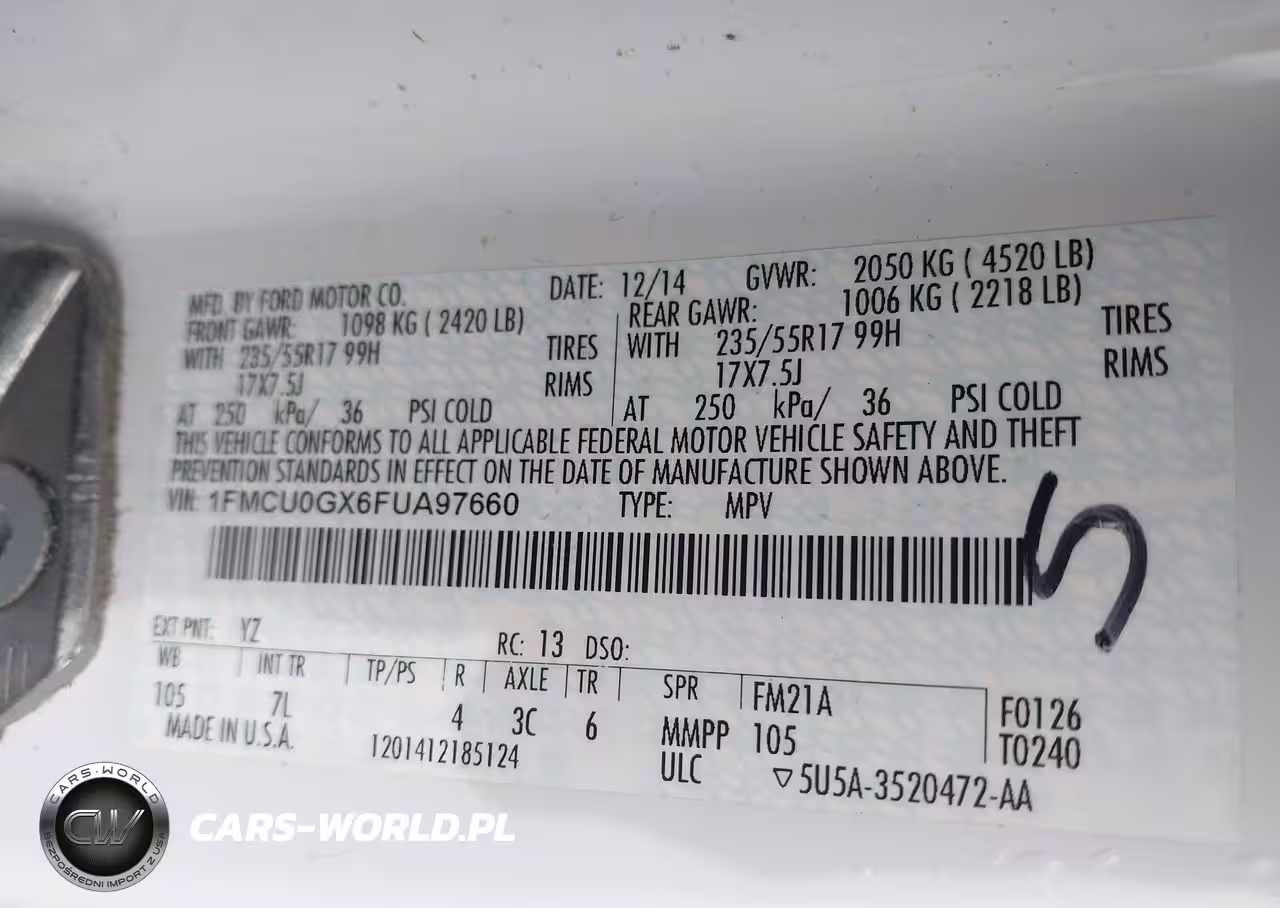 MFD. BY FORD MOTOR CO. DATE: 12/14 GVWR: 2050 KG ( 4520 LB)
FRONT GAWR: 1098 KG ( 2420 LB) REAR GAWR: 1006 KG ( 2218 LB)
WITH 235/55R17 99H TIRES WITH 235/55R17 99H TIRES
17X7.5J RIMS 17X7.5J RIMS
AT 250 kPa/ 36 PSI COLD AT 250 kPa/ 36 PSI COLD
THIS VEHICLE CONFORMS TO ALL APPLICABLE FEDERAL MOTOR VEHICLE SAFETY AND THEFT
PREVENTION STANDARDS IN EFFECT ON THE DATE OF MANUFACTURE SHOWN ABOVE.
VIN: 1FMCU0GX6FUA97660 TYPE: MPV
EXT PNT: YZ RC: 13 DSO:
WB INT TR TP/PS R AXLE TR SPR FM21A F0126
105 7L 4 3C 6 MMPP 105 T0240
MADE IN U.S.A. 1201412185124 ULC ▽5U5A-3520472-AA
5
CARS-WORLD
CW
BEZPOŚREDNI IMPORT Z USA
CARS-WORLD.PL